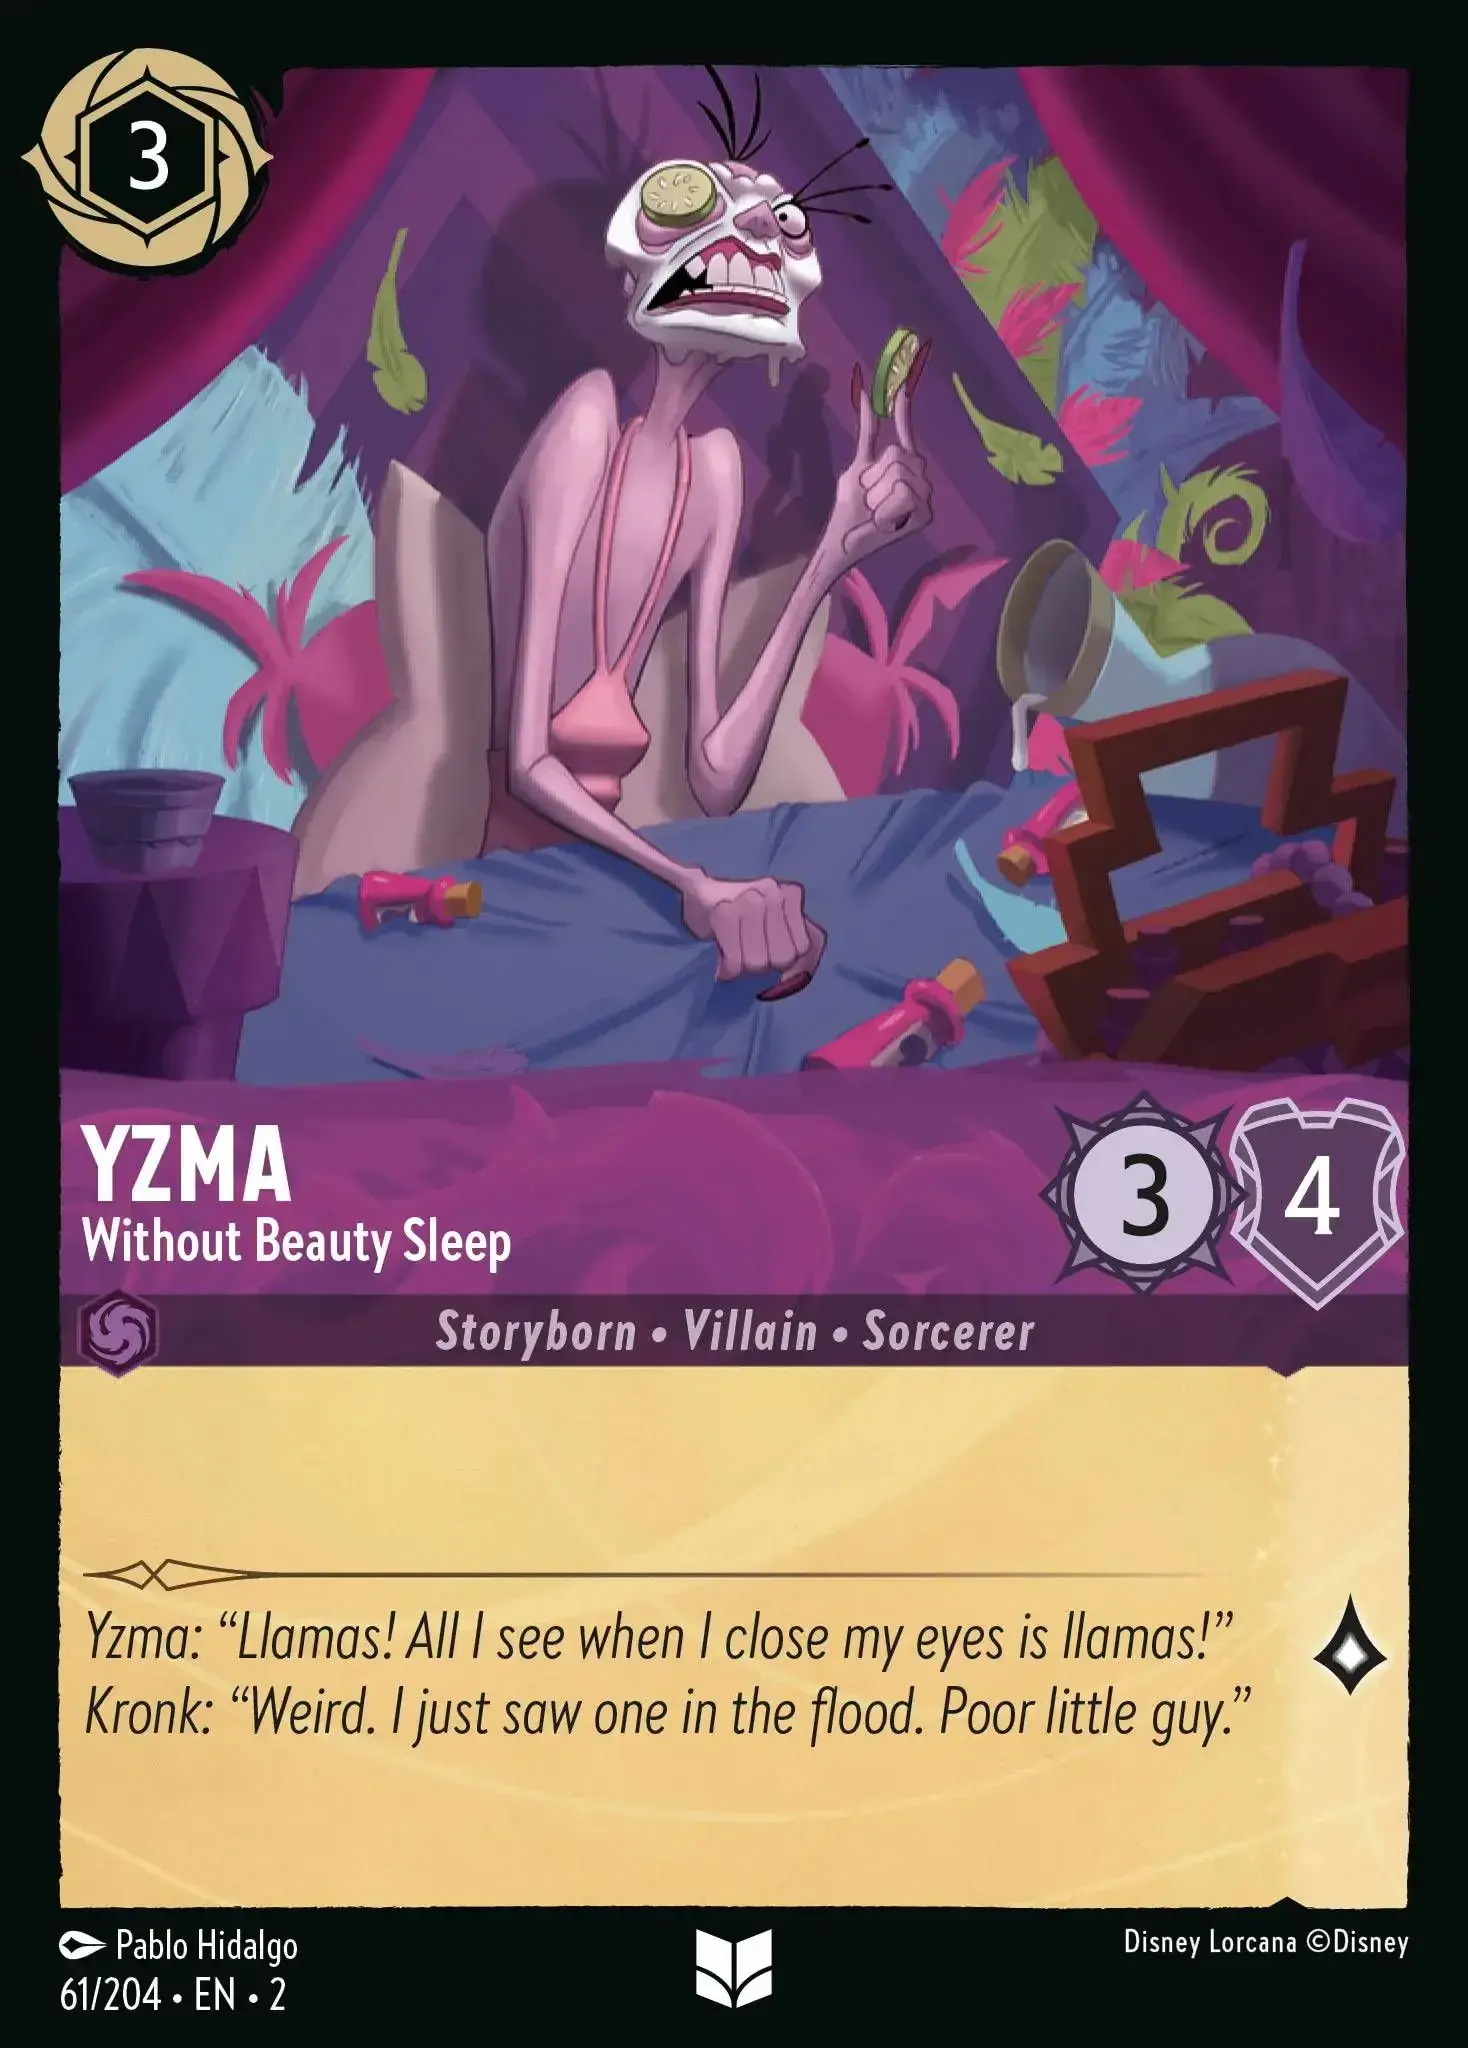 3
YZMA
Without Beauty Sleep
3
4
Storyborn • Villain • Sorcerer
Yzma: “Llamas! All I see when I close my eyes is llamas!”
Kronk: “Weird. I just saw one in the flood. Poor little guy.”
Pablo Hidalgo
Disney Lorcana ©Disney
61/204 • EN • 2